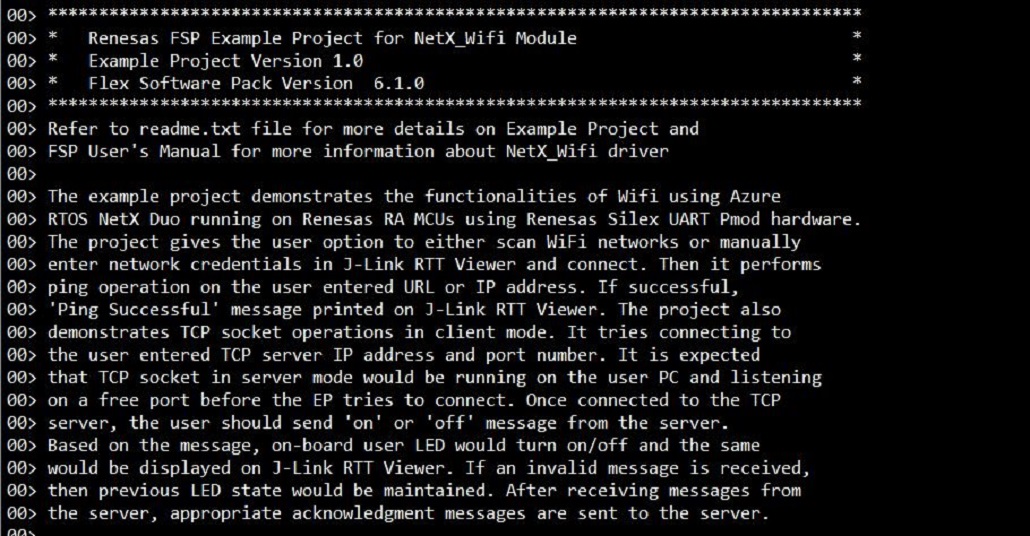 00> ********************************************************************************
00> *   Renesas FSP Example Project for NetX_Wifi Module                           *
00> *   Example Project Version 1.0                                                *
00> *   Flex Software Pack Version  6.1.0                                          *
00> ********************************************************************************
00> Refer to readme.txt file for more details on Example Project and
00> FSP User's Manual for more information about NetX_Wifi driver
00>
00> The example project demonstrates the functionalities of Wifi using Azure
00> RTOS NetX Duo running on Renesas RA MCUs using Renesas Silex UART Pmod hardware.
00> The project gives the user option to either scan WiFi networks or manually
00> enter network credentials in J-Link RTT Viewer and connect. Then it performs
00> ping operation on the user entered URL or IP address. If successful,
00> 'Ping Successful' message printed on J-Link RTT Viewer. The project also
00> demonstrates TCP socket operations in client mode. It tries connecting to
00> the user entered TCP server IP address and port number. It is expected
00> that TCP socket in server mode would be running on the user PC and listening
00> on a free port before the EP tries to connect. Once connected to the TCP
00> server, the user should send 'on' or 'off' message from the server.
00> Based on the message, on-board user LED would turn on/off and the same
00> would be displayed on J-Link RTT Viewer. If an invalid message is received,
00> then previous LED state would be maintained. After receiving messages from
00> the server, appropriate acknowledgment messages are sent to the server.
00>